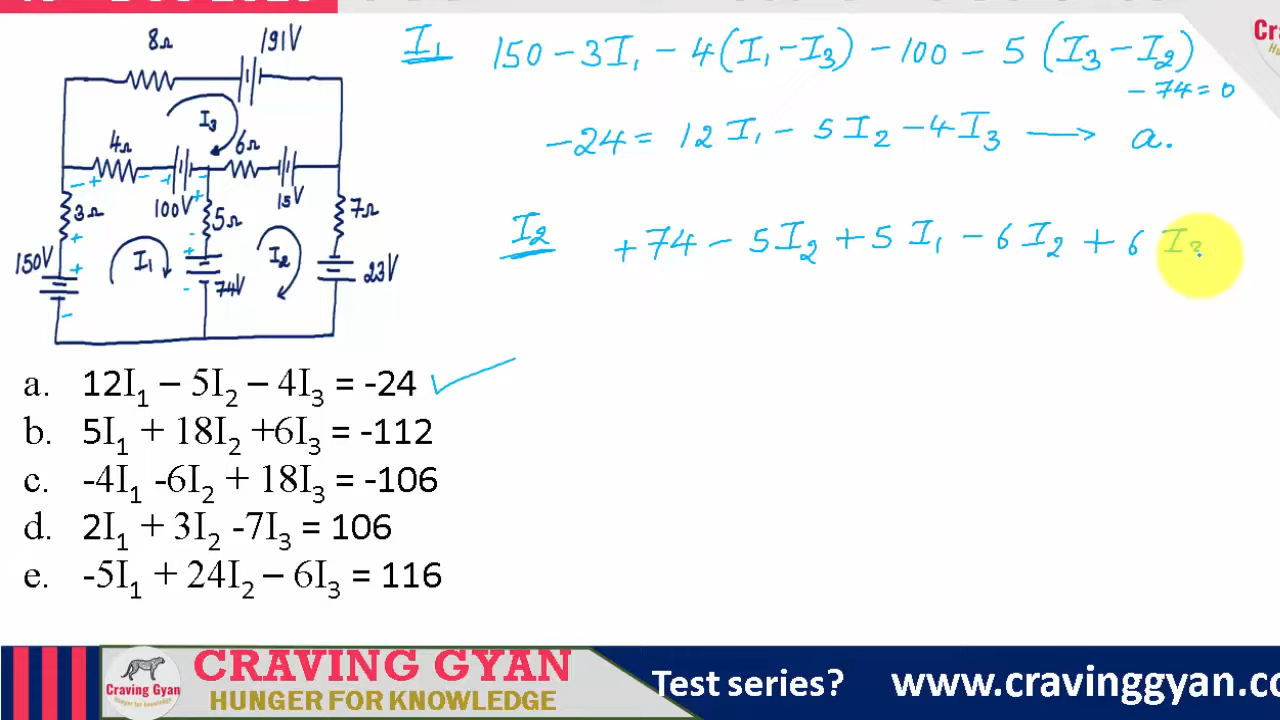 8Ω 191V
I₃
4Ω 6Ω
100V 15V
3Ω 5Ω 7Ω
150V I₁ I₂ 23V
74V
I₁ 150 - 3I₁ - 4(I₁ - I₃) - 100 - 5 (I₃ - I₂)
- 74 = 0
-24 = 12I₁ - 5I₂ - 4I₃ → a.
I₂ +74 - 5I₂ + 5I₁ - 6I₂ + 6I₃
a. 12I₁ – 5I₂ – 4I₃ = -24 ✓
b. 5I₁ + 18I₂ +6I₃ = -112
c. -4I₁ -6I₂ + 18I₃ = -106
d. 2I₁ + 3I₂ -7I₃ = 106
e. -5I₁ + 24I₂ – 6I₃ = 116
Craving Gyan
CRAVING GYAN
HUNGER FOR KNOWLEDGE
Test series? www.cravinggyan.co